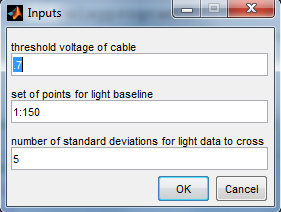 Inputs
threshold voltage of cable
.7
set of points for light baseline
1:150
number of standard deviations for light data to cross
5
OK Cancel